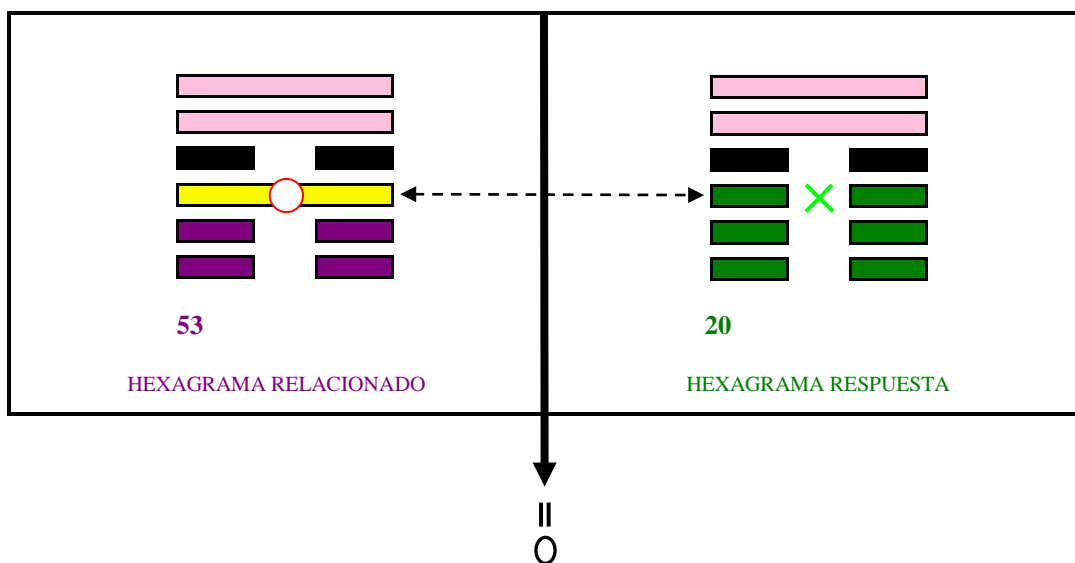 53
20
HEXAGRAMA RELACIONADO
HEXAGRAMA RESPUESTA
=
O